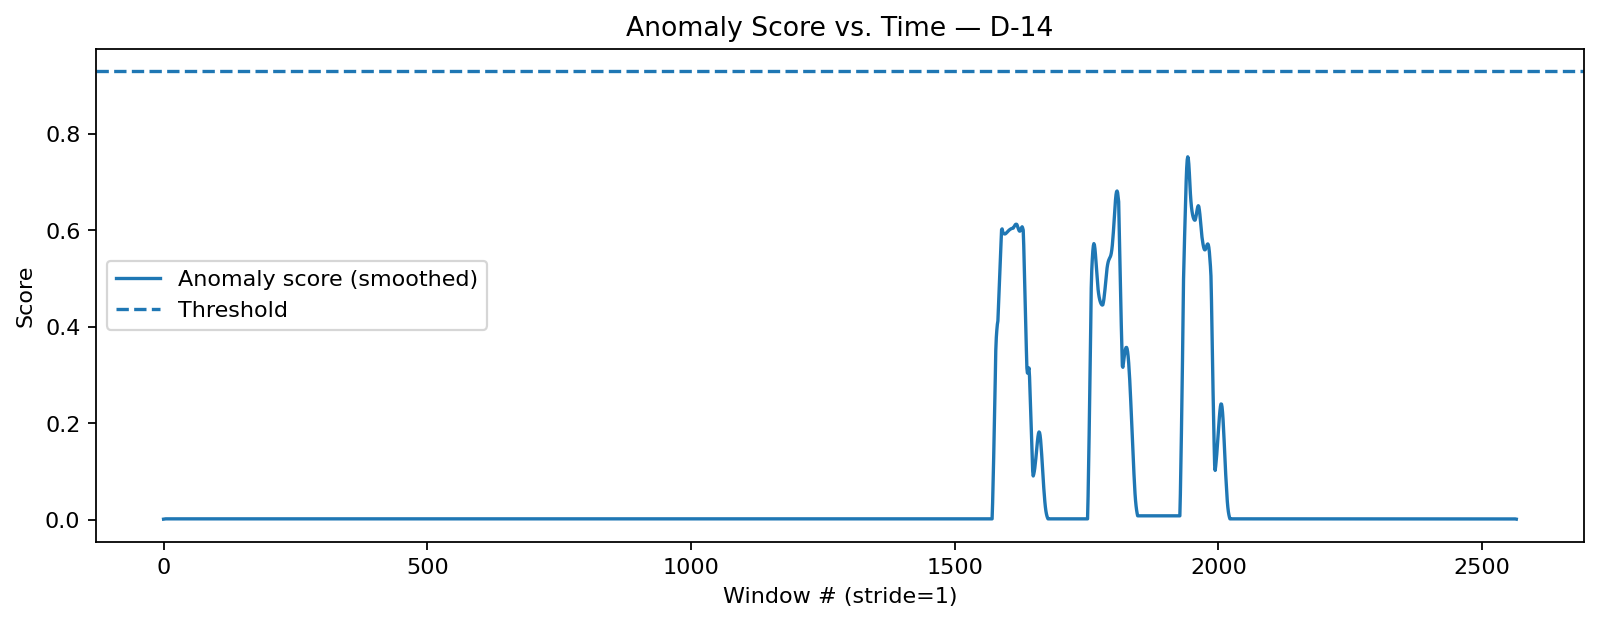 Anomaly Score vs. Time — D-14
Score
0.8
0.6
0.4
0.2
0.0
Anomaly score (smoothed)
Threshold
0
500
1000
1500
2000
2500
Window # (stride=1)